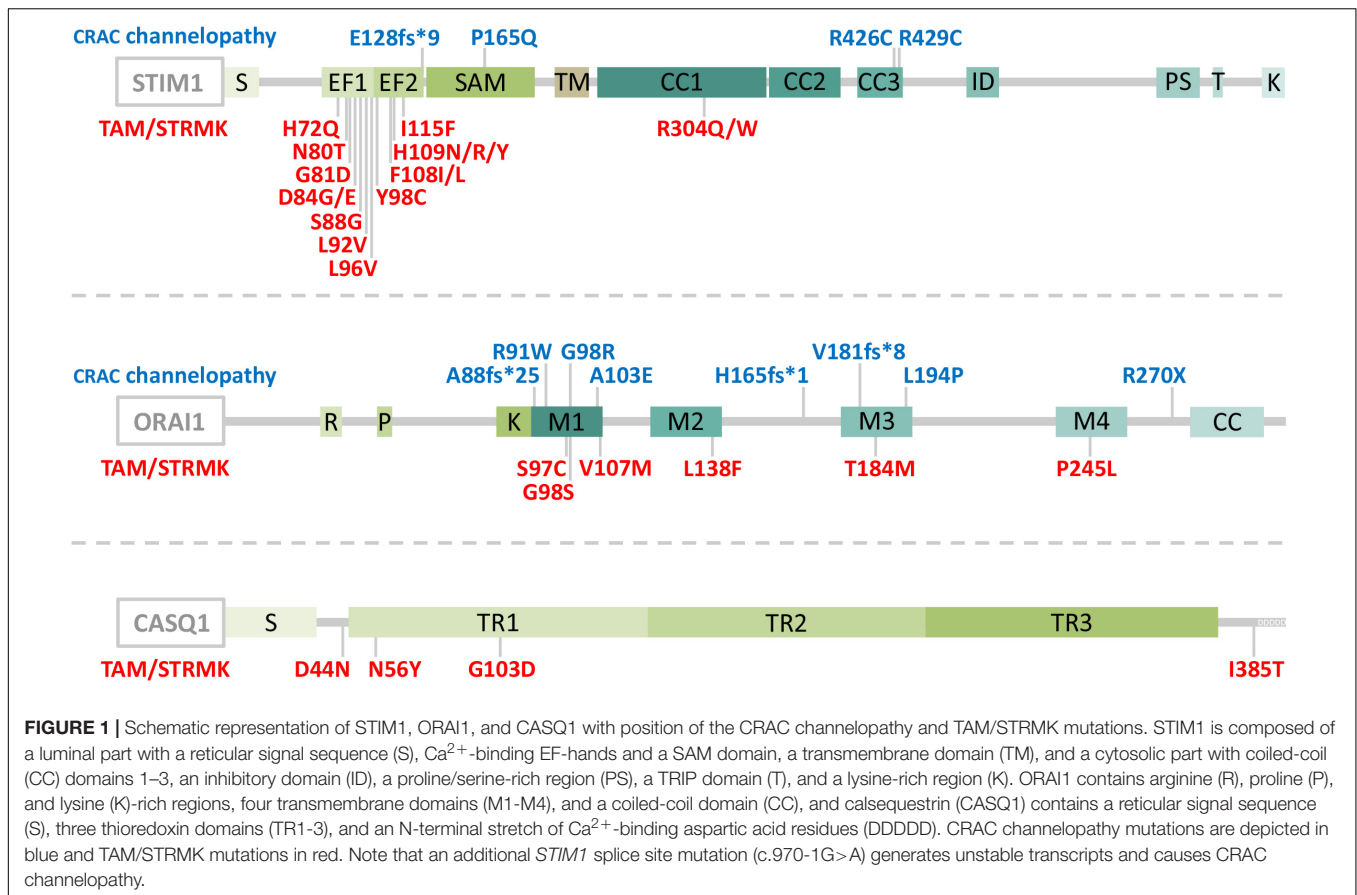 CRAC channelopathy E128fs*9 P165Q R426C R429C
STIM1 S EF1 EF2 SAM TM CC1 CC2 CC3 ID PS T K
TAM/STRMK H72Q I115F R304Q/W
N80T H109N/R/Y
G81D F108I/L
D84G/E Y98C
S88G
L92V
L96V
R91W G98R V181fs*8
CRAC channelopathy A88fs*25 A103E H165fs*1 L194P R270X
ORAI1 R P K M1 M2 M3 M4 CC
TAM/STRMK S97C V107M L138F T184M P245L
G98S
CASQ1 S TR1 TR2 TR3 DDDDD
TAM/STRMK D44N N56Y G103D I385T
FIGURE 1 | Schematic representation of STIM1, ORAI1, and CASQ1 with position of the CRAC channelopathy and TAM/STRMK mutations. STIM1 is composed of
a luminal part with a reticular signal sequence (S), Ca2+-binding EF-hands and a SAM domain, a transmembrane domain (TM), and a cytosolic part with coiled-coil
(CC) domains 1–3, an inhibitory domain (ID), a proline/serine-rich region (PS), a TRIP domain (T), and a lysine-rich region (K). ORAI1 contains arginine (R), proline (P),
and lysine (K)-rich regions, four transmembrane domains (M1-M4), and a coiled-coil domain (CC), and calsequestrin (CASQ1) contains a reticular signal sequence
(S), three thioredoxin domains (TR1-3), and an N-terminal stretch of Ca2+-binding aspartic acid residues (DDDDD). CRAC channelopathy mutations are depicted in
blue and TAM/STRMK mutations in red. Note that an additional STIM1 splice site mutation (c.970-1G>A) generates unstable transcripts and causes CRAC
channelopathy.